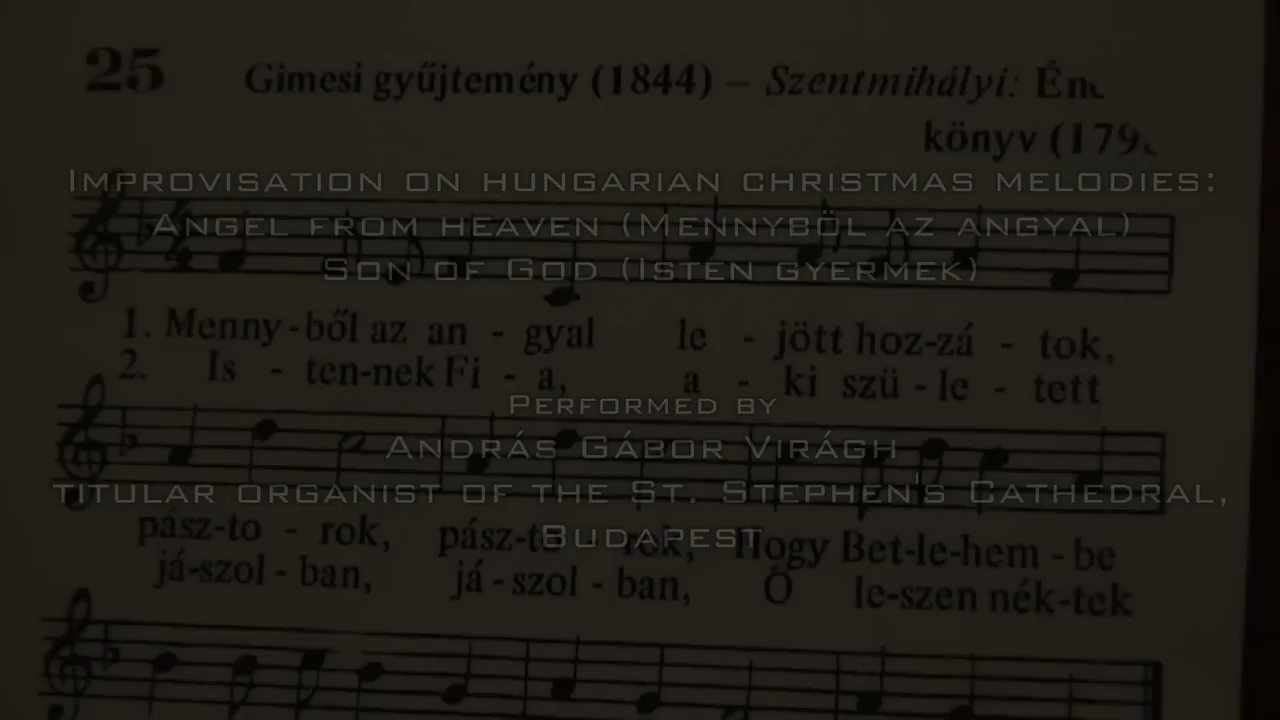 25 Gimesi gyűjtemény (1844) – Szentmihályi:
könyv
IMPROVISATION ON HUNGARIAN CHRISTMAS MELODIES:
ANGEL FROM HEAVEN (MENNYBŐL AZ ANGYAL)
SON OF GOD (ISTEN GYERMEK)
1. Menny-ből az an - gyal le - jött hoz-zá - tok,
2. Is - ten-nek Fi - a, a - ki szü - le - tett
PERFORMED BY
ANDRÁS GÁBOR VIRÁGH
TITULAR ORGANIST OF THE ST. STEPHEN'S CATHEDRAL,
BUDAPEST
pász-to - rok, pász-to - rok, Hogy Bet-le-hem - be
já-szol - ban, já - szol - ban, Ő le-szen nék-tek